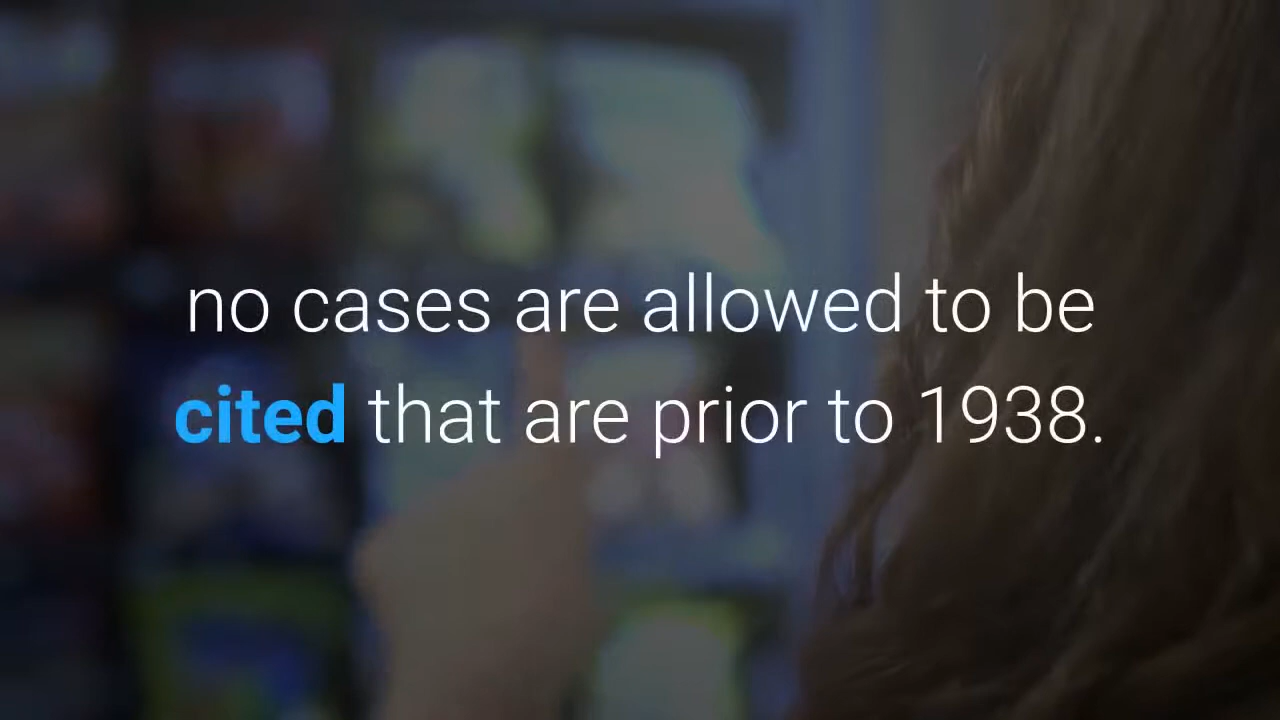 no cases are allowed to be
cited that are prior to 1938.